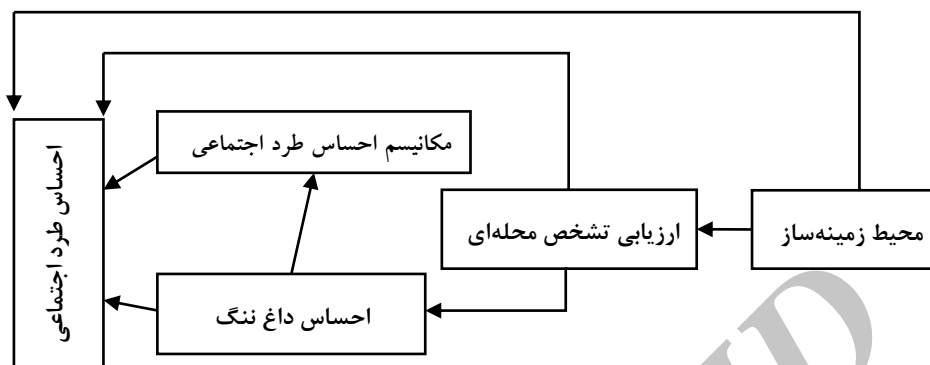 محیط زمینه‌ساز
ارزیابی تشخص محله‌ای
مکانیسم احساس طرد اجتماعی
احساس داغ ننگ
احساس طرد اجتماعی